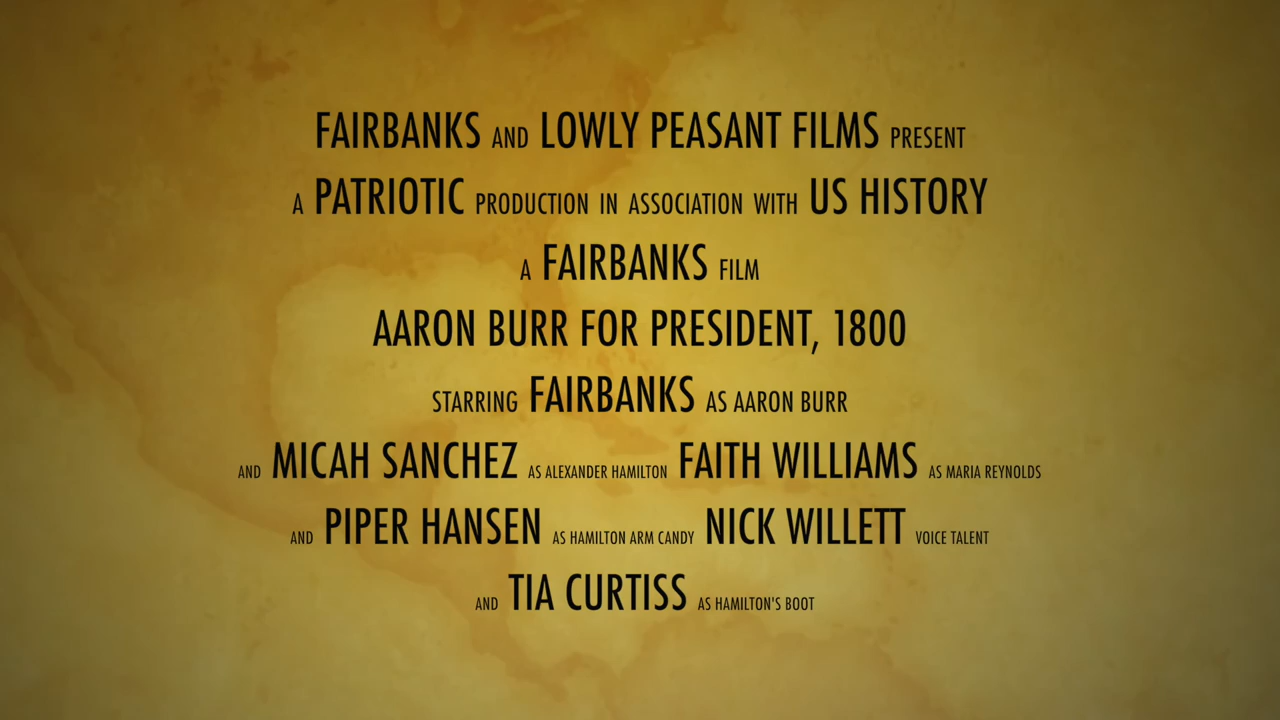 FAIRBANKS AND LOWLY PEASANT FILMS PRESENT
A PATRIOTIC PRODUCTION IN ASSOCIATION WITH US HISTORY
A FAIRBANKS FILM
AARON BURR FOR PRESIDENT, 1800
STARRING FAIRBANKS AS AARON BURR
AND MICAH SANCHEZ AS ALEXANDER HAMILTON FAITH WILLIAMS AS MARIA REYNOLDS
AND PIPER HANSEN AS HAMILTON ARM CANDY NICK WILLETT VOICE TALENT
AND TIA CURTISS AS HAMILTON'S BOOT